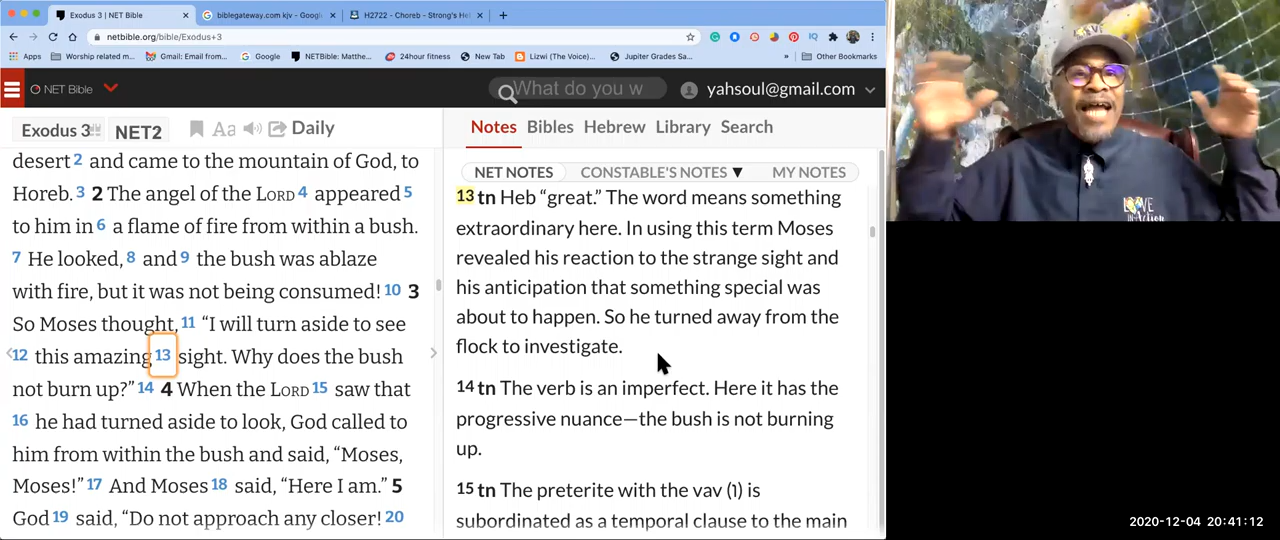 Exodus 3 | NET Bible
biblegateway.com kjv - Googl
H2722 - Choreb - Strong's He
netbible.org/bible/Exodus+3
Apps
Worship related m...
Gmail: Email from...
Google
NETBible: Matthe...
24hour fitness
New Tab
Lizwi (The Voice)...
Jupiter Grades Sa...
»
Other Bookmarks
NET Bible
What do you w
yahsoul@gmail.com
Exodus 3
NET2
Aa
Daily
desert 2 and came to the mountain of God, to
Horeb. 3 2 The angel of the LORD 4 appeared 5
to him in 6 a flame of fire from within a bush.
7 He looked, 8 and 9 the bush was ablaze
with fire, but it was not being consumed! 10 3
So Moses thought, 11 “I will turn aside to see
12 this amazing 13 sight. Why does the bush
not burn up?” 14 4 When the LORD 15 saw that
16 he had turned aside to look, God called to
him from within the bush and said, “Moses,
Moses!” 17 And Moses 18 said, “Here I am.” 5
God 19 said, “Do not approach any closer! 20
Notes Bibles Hebrew Library Search
NET NOTES CONSTABLE'S NOTES ▼ MY NOTES
13 tn Heb “great.” The word means something
extraordinary here. In using this term Moses
revealed his reaction to the strange sight and
his anticipation that something special was
about to happen. So he turned away from the
flock to investigate.
14 tn The verb is an imperfect. Here it has the
progressive nuance—the bush is not burning
up.
15 tn The preterite with the vav (ו) is
subordinated as a temporal clause to the main
LOVE
IN Action
2020-12-04 20:41:12